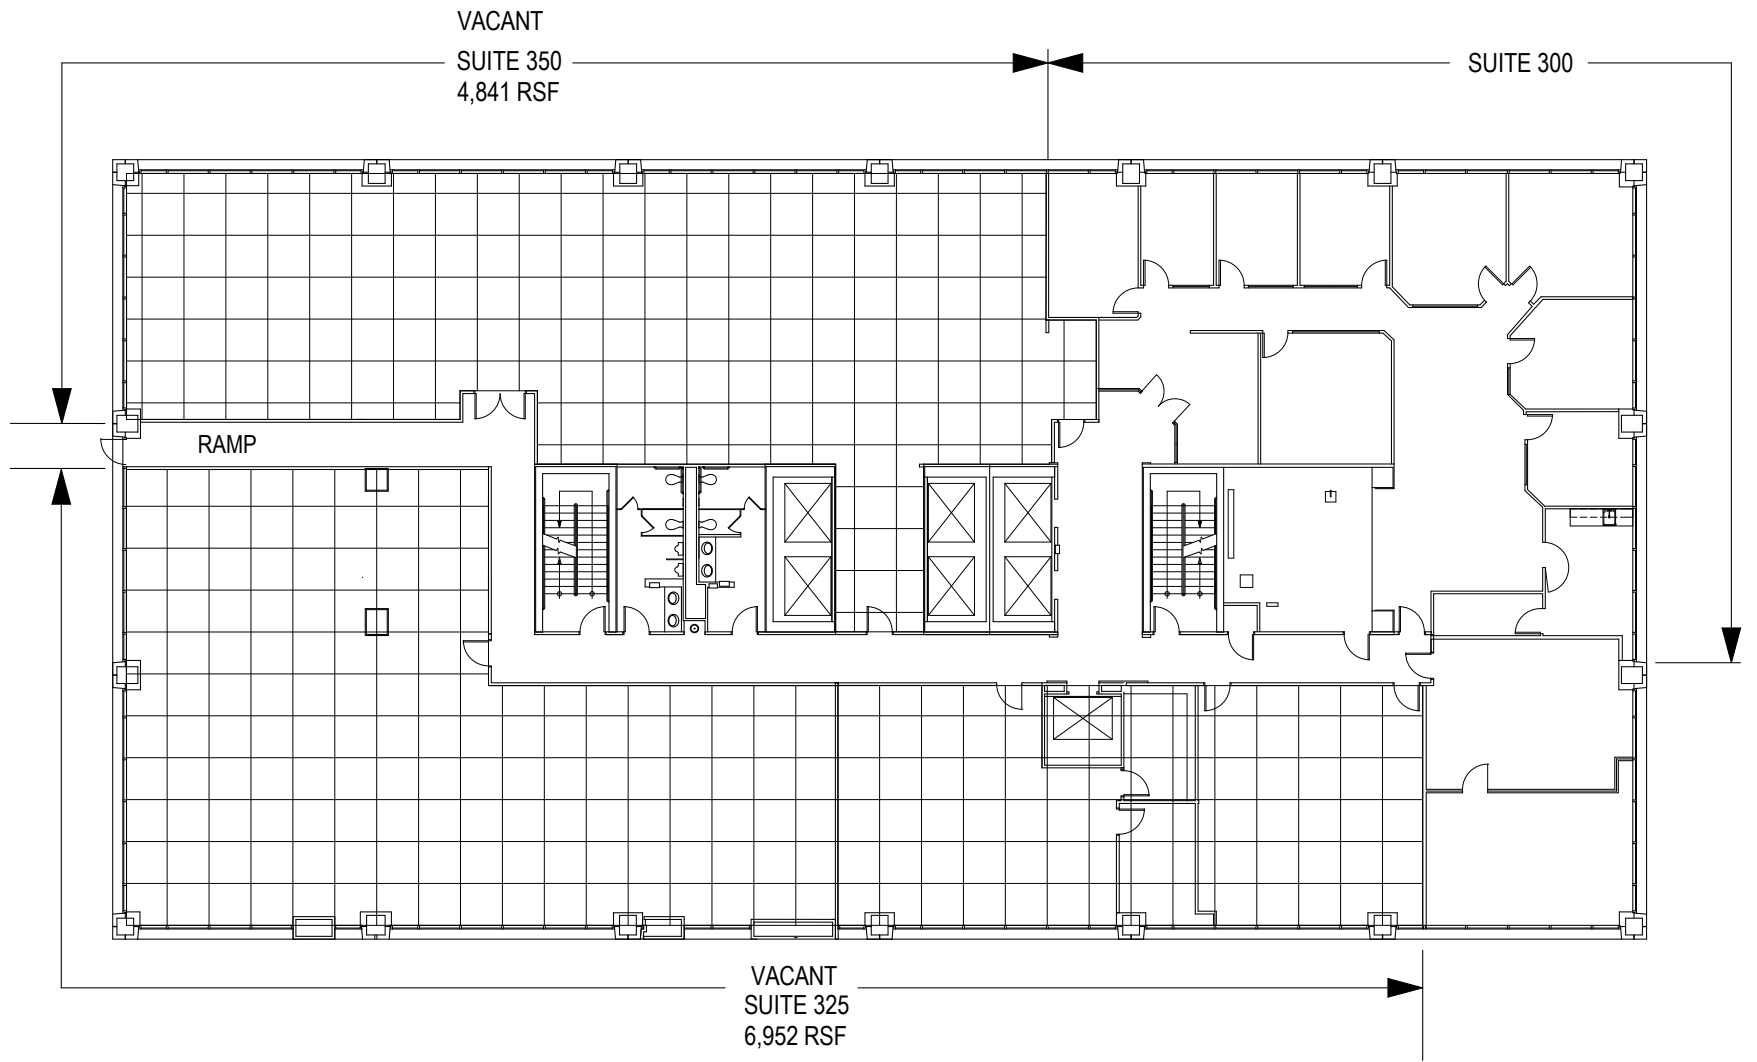 VACANT
SUITE 350
4,841 RSF
SUITE 300
RAMP
VACANT
SUITE 325
6,952 RSF